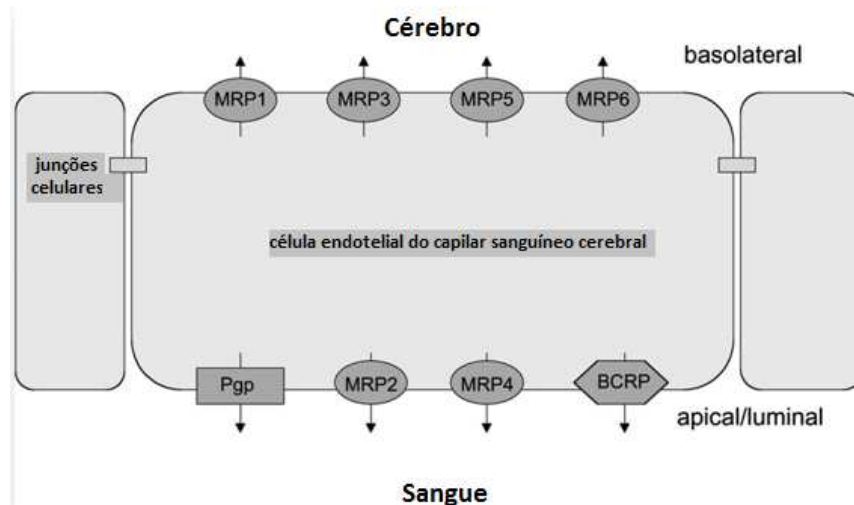 Cérebro
basolateral
MRP1 MRP3 MRP5 MRP6
junções
celulares
célula endotelial do capilar sanguíneo cerebral
Pgp MRP2 MRP4 BCRP
apical/luminal
Sangue